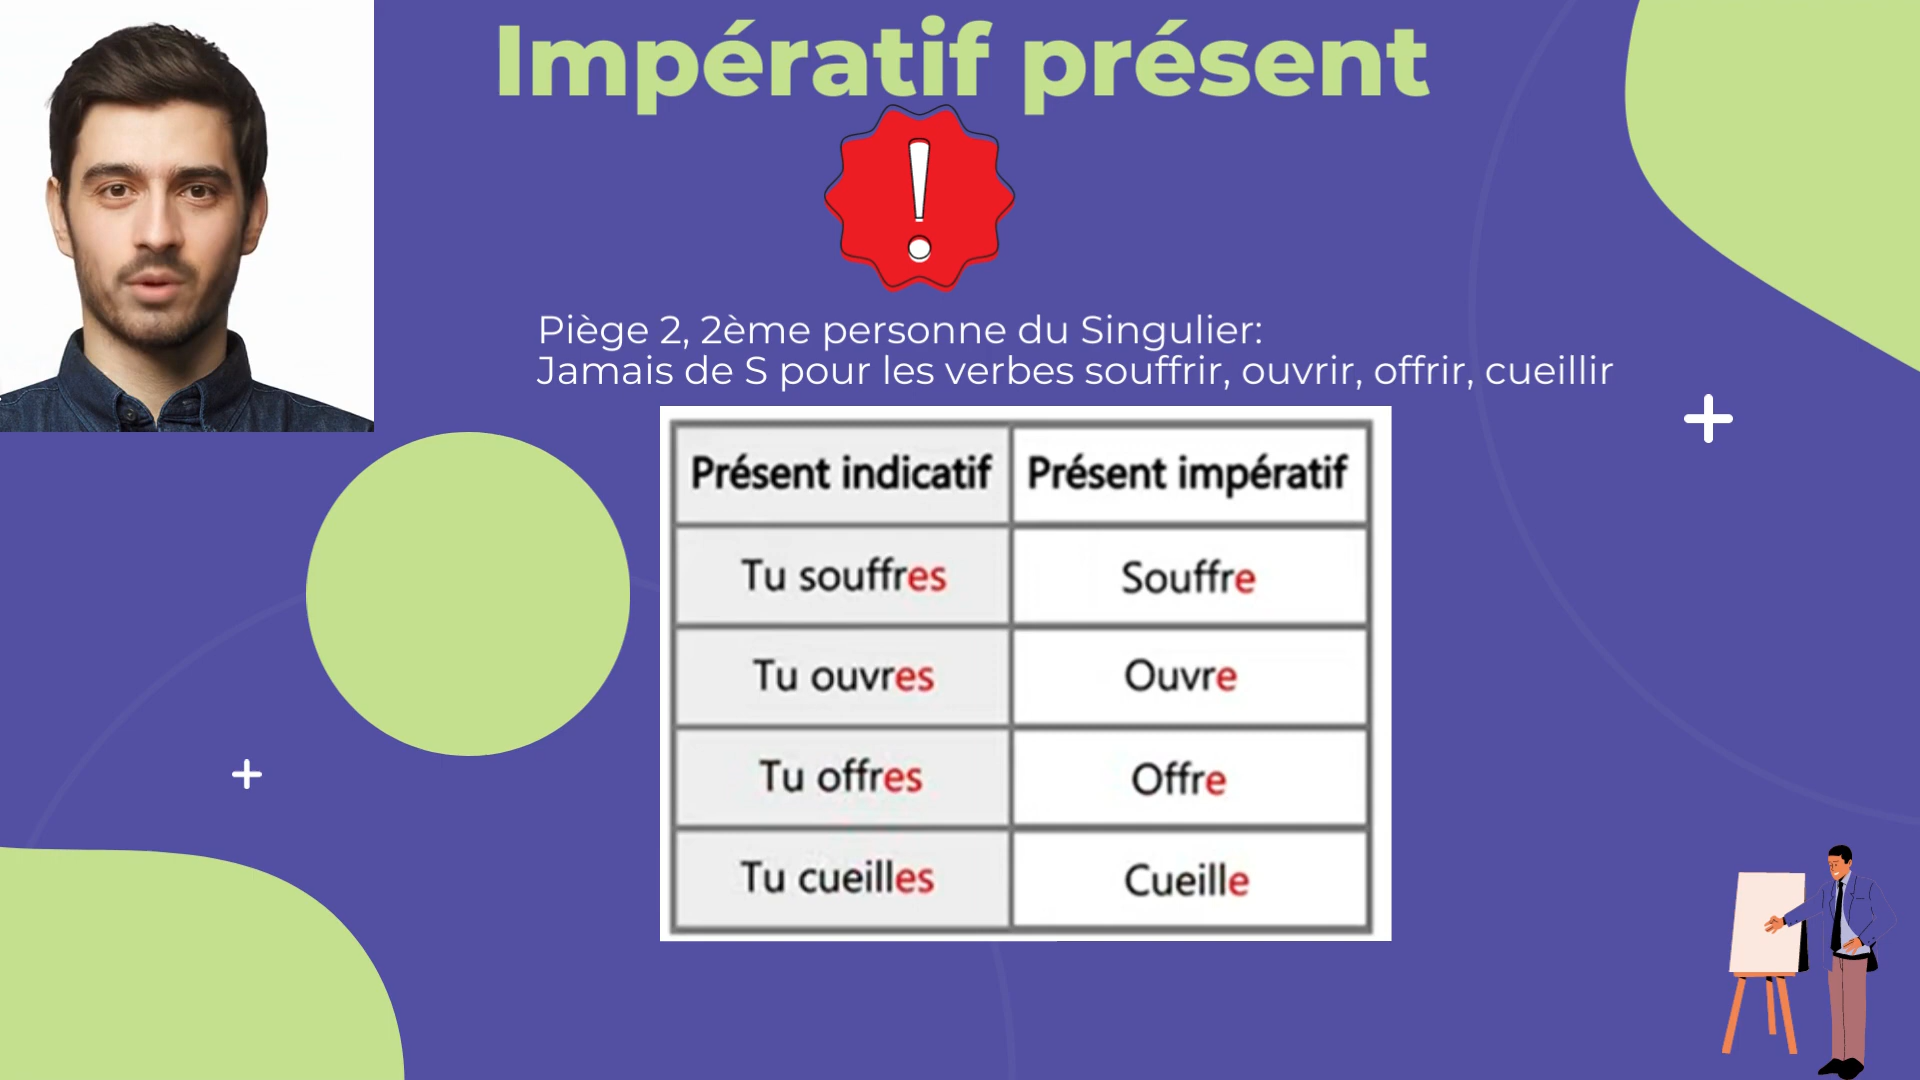 Impératif présent
!
Piège 2, 2ème personne du Singulier:
Jamais de S pour les verbes souffrir, ouvrir, offrir, cueillir
Présent indicatif Présent impératif
Tu souffres Souffre
Tu ouvres Ouvre
Tu offres Offre
Tu cueilles Cueille